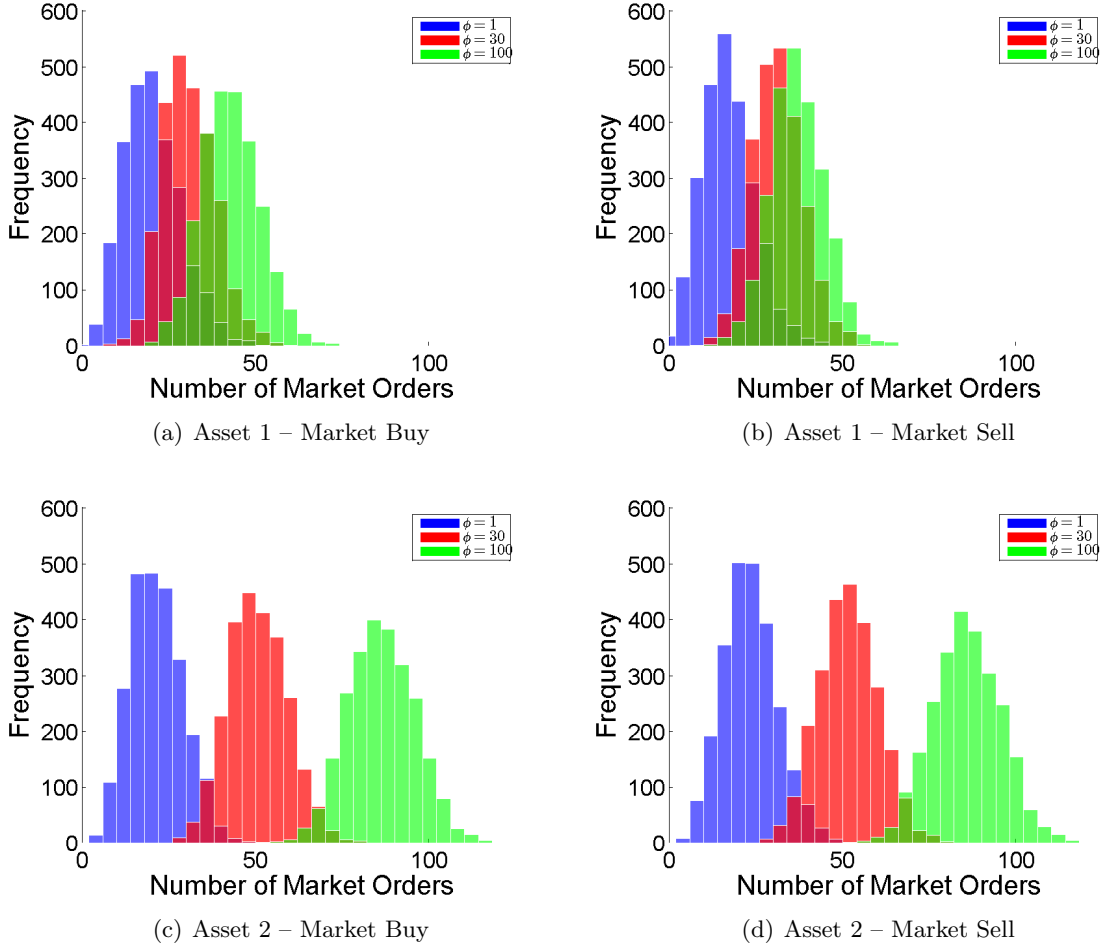 600
500
400
300
200
100
0
Frequency
0
50
100
Number of Market Orders
ϕ = 1
ϕ = 30
ϕ = 100
(a) Asset 1 – Market Buy
600
500
400
300
200
100
0
Frequency
0
50
100
Number of Market Orders
ϕ = 1
ϕ = 30
ϕ = 100
(b) Asset 1 – Market Sell
600
500
400
300
200
100
0
Frequency
0
50
100
Number of Market Orders
ϕ = 1
ϕ = 30
ϕ = 100
(c) Asset 2 – Market Buy
600
500
400
300
200
100
0
Frequency
0
50
100
Number of Market Orders
ϕ = 1
ϕ = 30
ϕ = 100
(d) Asset 2 – Market Sell